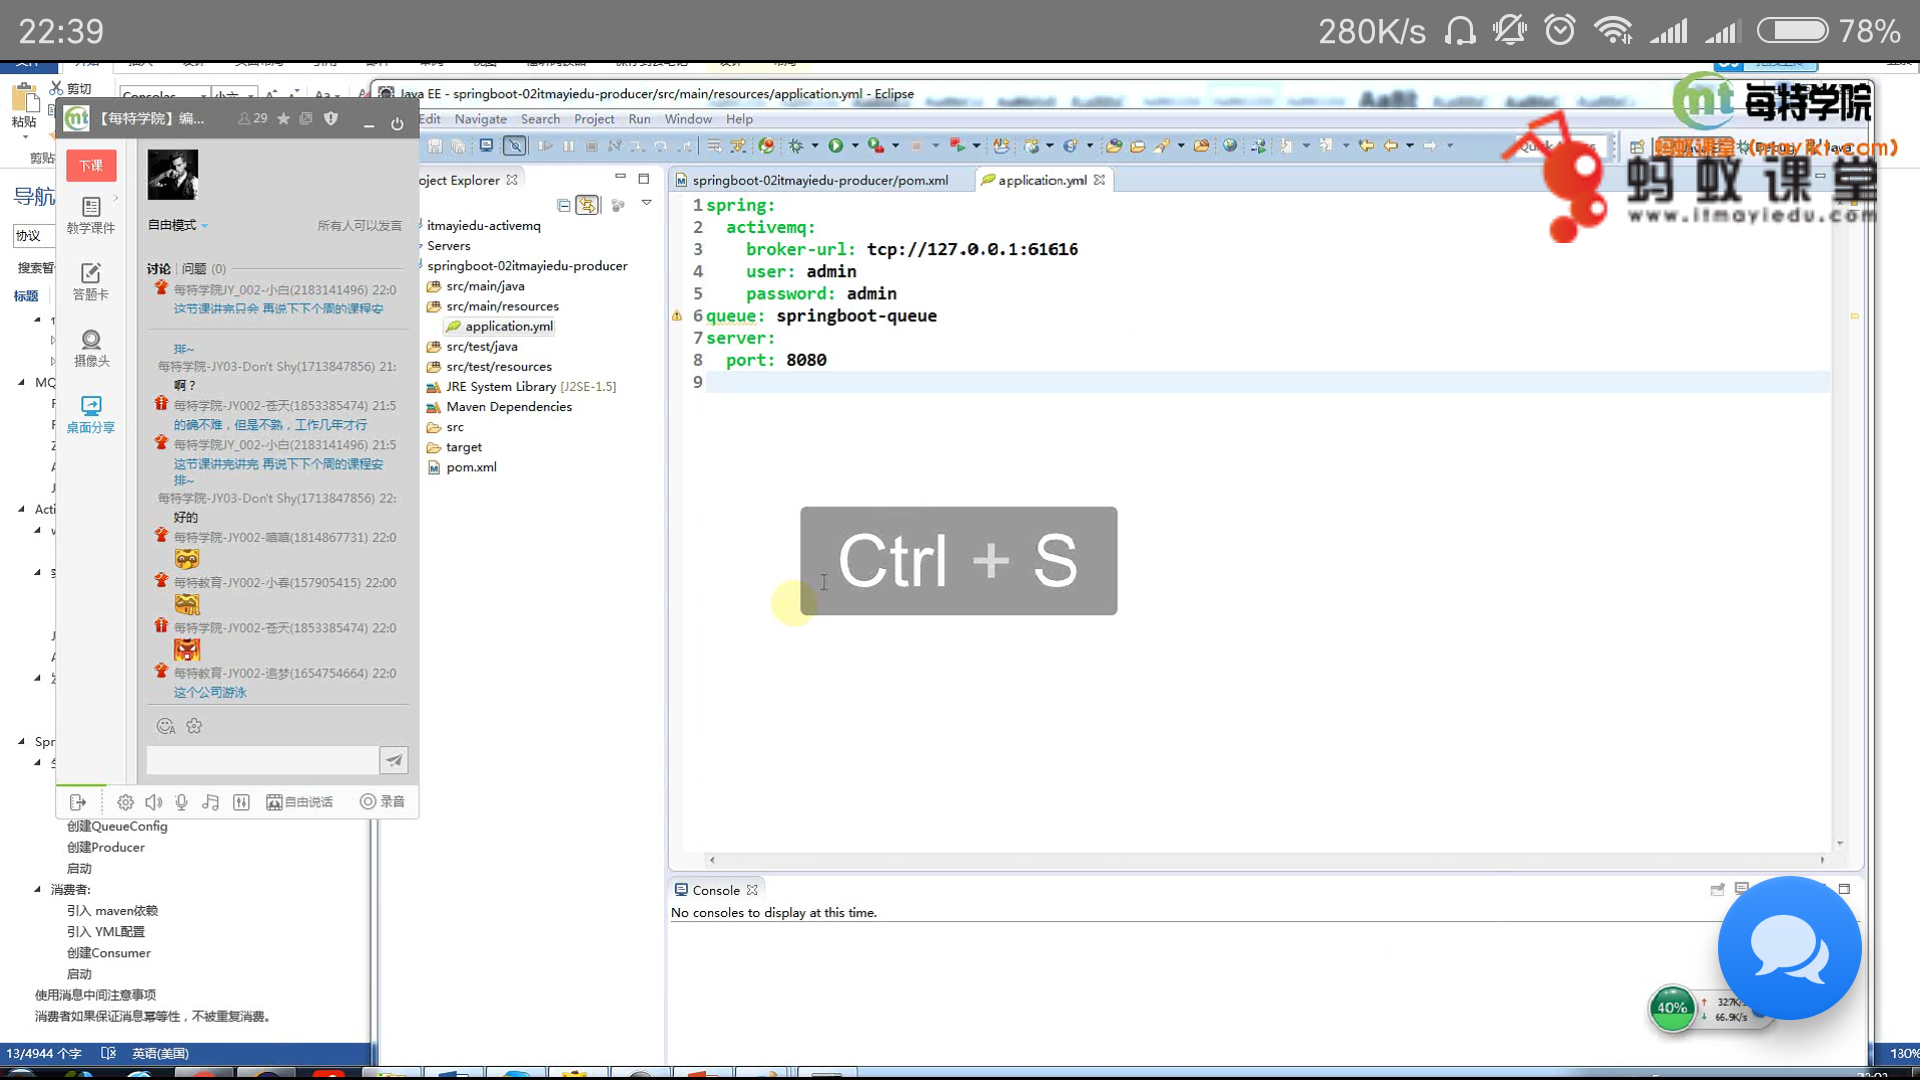 22:39
280K/s
78%
剪切
粘贴
Java EE - springboot-02itmayiedu-producer/src/main/resources/application.yml - Eclipse
每特学院
【每特学院】编...
29
Edit Navigate Search Project Run Window Help
蚂蚁课堂
www.itmayiedu.com
下课
教学课件
答题卡
摄像头
桌面分享
导航
协议
标题
自由模式
所有人可以发言
讨论 | 问题 (0)
每特学院JY_002-小白(2183141496) 22:0
这节课讲完只会 再说下下个周的课程安
排~
每特学院-JY03-Don't Shy(1713847856) 21:
啊？
每特学院-JY002-苍天(1853385474) 21:5
的确不难，但是不熟，工作几年才行
每特学院JY_002-小白(2183141496) 21:5
这节课讲完讲完 再说下下个周的课程安
排~
每特学院-JY03-Don't Shy(1713847856) 22:
好的
每特学院-JY002-嘻嘻(1814867731) 22:0
每特教育-JY002-小春(157905415) 22:00
每特学院-JY002-苍天(1853385474) 22:0
每特教育-JY002-追梦(1654754664) 22:0
这个公司游泳
自由说话
录音
oject Explorer
itmayiedu-activemq
Servers
springboot-02itmayiedu-producer
src/main/java
src/main/resources
application.yml
src/test/java
src/test/resources
JRE System Library [J2SE-1.5]
Maven Dependencies
src
target
pom.xml
springboot-02itmayiedu-producer/pom.xml
application.yml
1 spring:
2 activemq:
3 broker-url: tcp://127.0.0.1:61616
4 user: admin
5 password: admin
6 queue: springboot-queue
7 server:
8 port: 8080
9
Ctrl + S
Console
No consoles to display at this time.
创建QueueConfig
创建Producer
启动
消费者:
引入 maven依赖
引入 YML配置
创建Consumer
启动
使用消息中间注意事项
消费者如果保证消息幂等性，不被重复消费。
13/4944 个字
英语(美国)
40%
327K/s
66.9K/s
130%